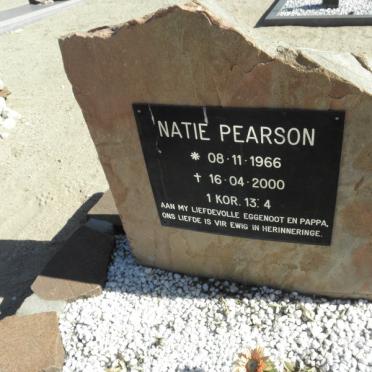 NATIE PEARSON
* 08·11·1966
† 16·04·2000
1 KOR. 13:4
AAN MY LIEFDEVOLLE EGGENOOT EN PAPPA,
ONS LIEFDE IS VIR EWIG IN HERINNERINGE.